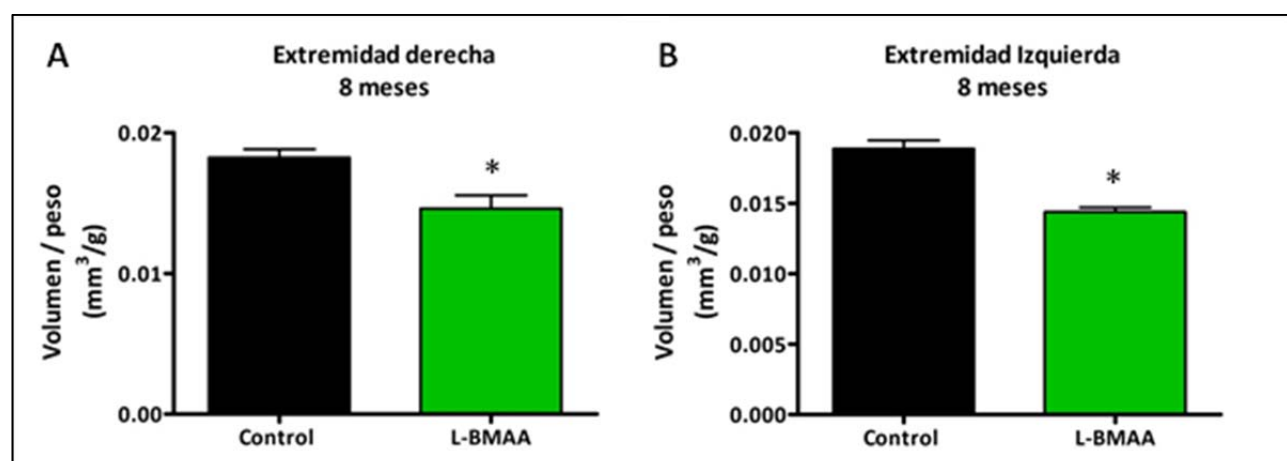 A
Extremidad derecha
8 meses
Volumen / peso
(mm³/g)
0.02
0.01
0.00
*
Control
L-BMAA
B
Extremidad Izquierda
8 meses
Volumen / peso
(mm³/g)
0.020
0.015
0.010
0.005
0.000
*
Control
L-BMAA